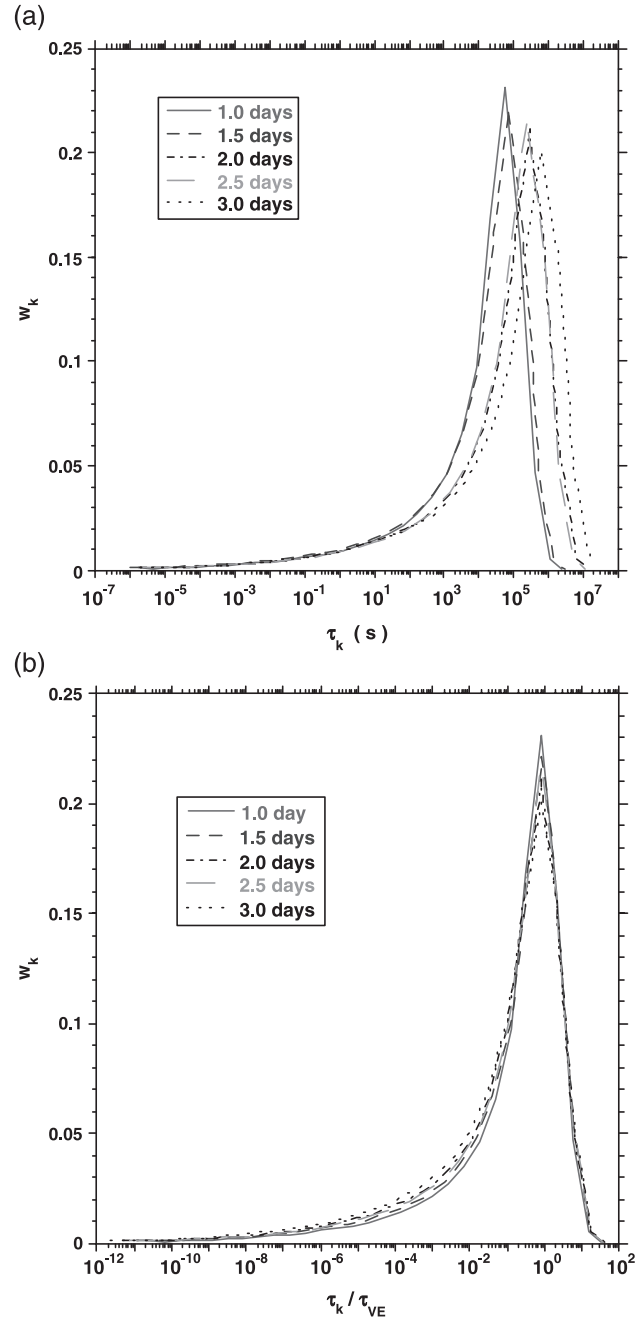 (a)
0.25
0.2
0.15
0.1
0.05
0
w_k
1.0 days
1.5 days
2.0 days
2.5 days
3.0 days
10^-7 10^-5 10^-3 10^-1 10^1 10^3 10^5 10^7
τ_k (s)
(b)
0.25
0.2
0.15
0.1
0.05
0
w_k
1.0 day
1.5 days
2.0 days
2.5 days
3.0 days
10^-12 10^-10 10^-8 10^-6 10^-4 10^-2 10^0 10^2
τ_k / τ_VE